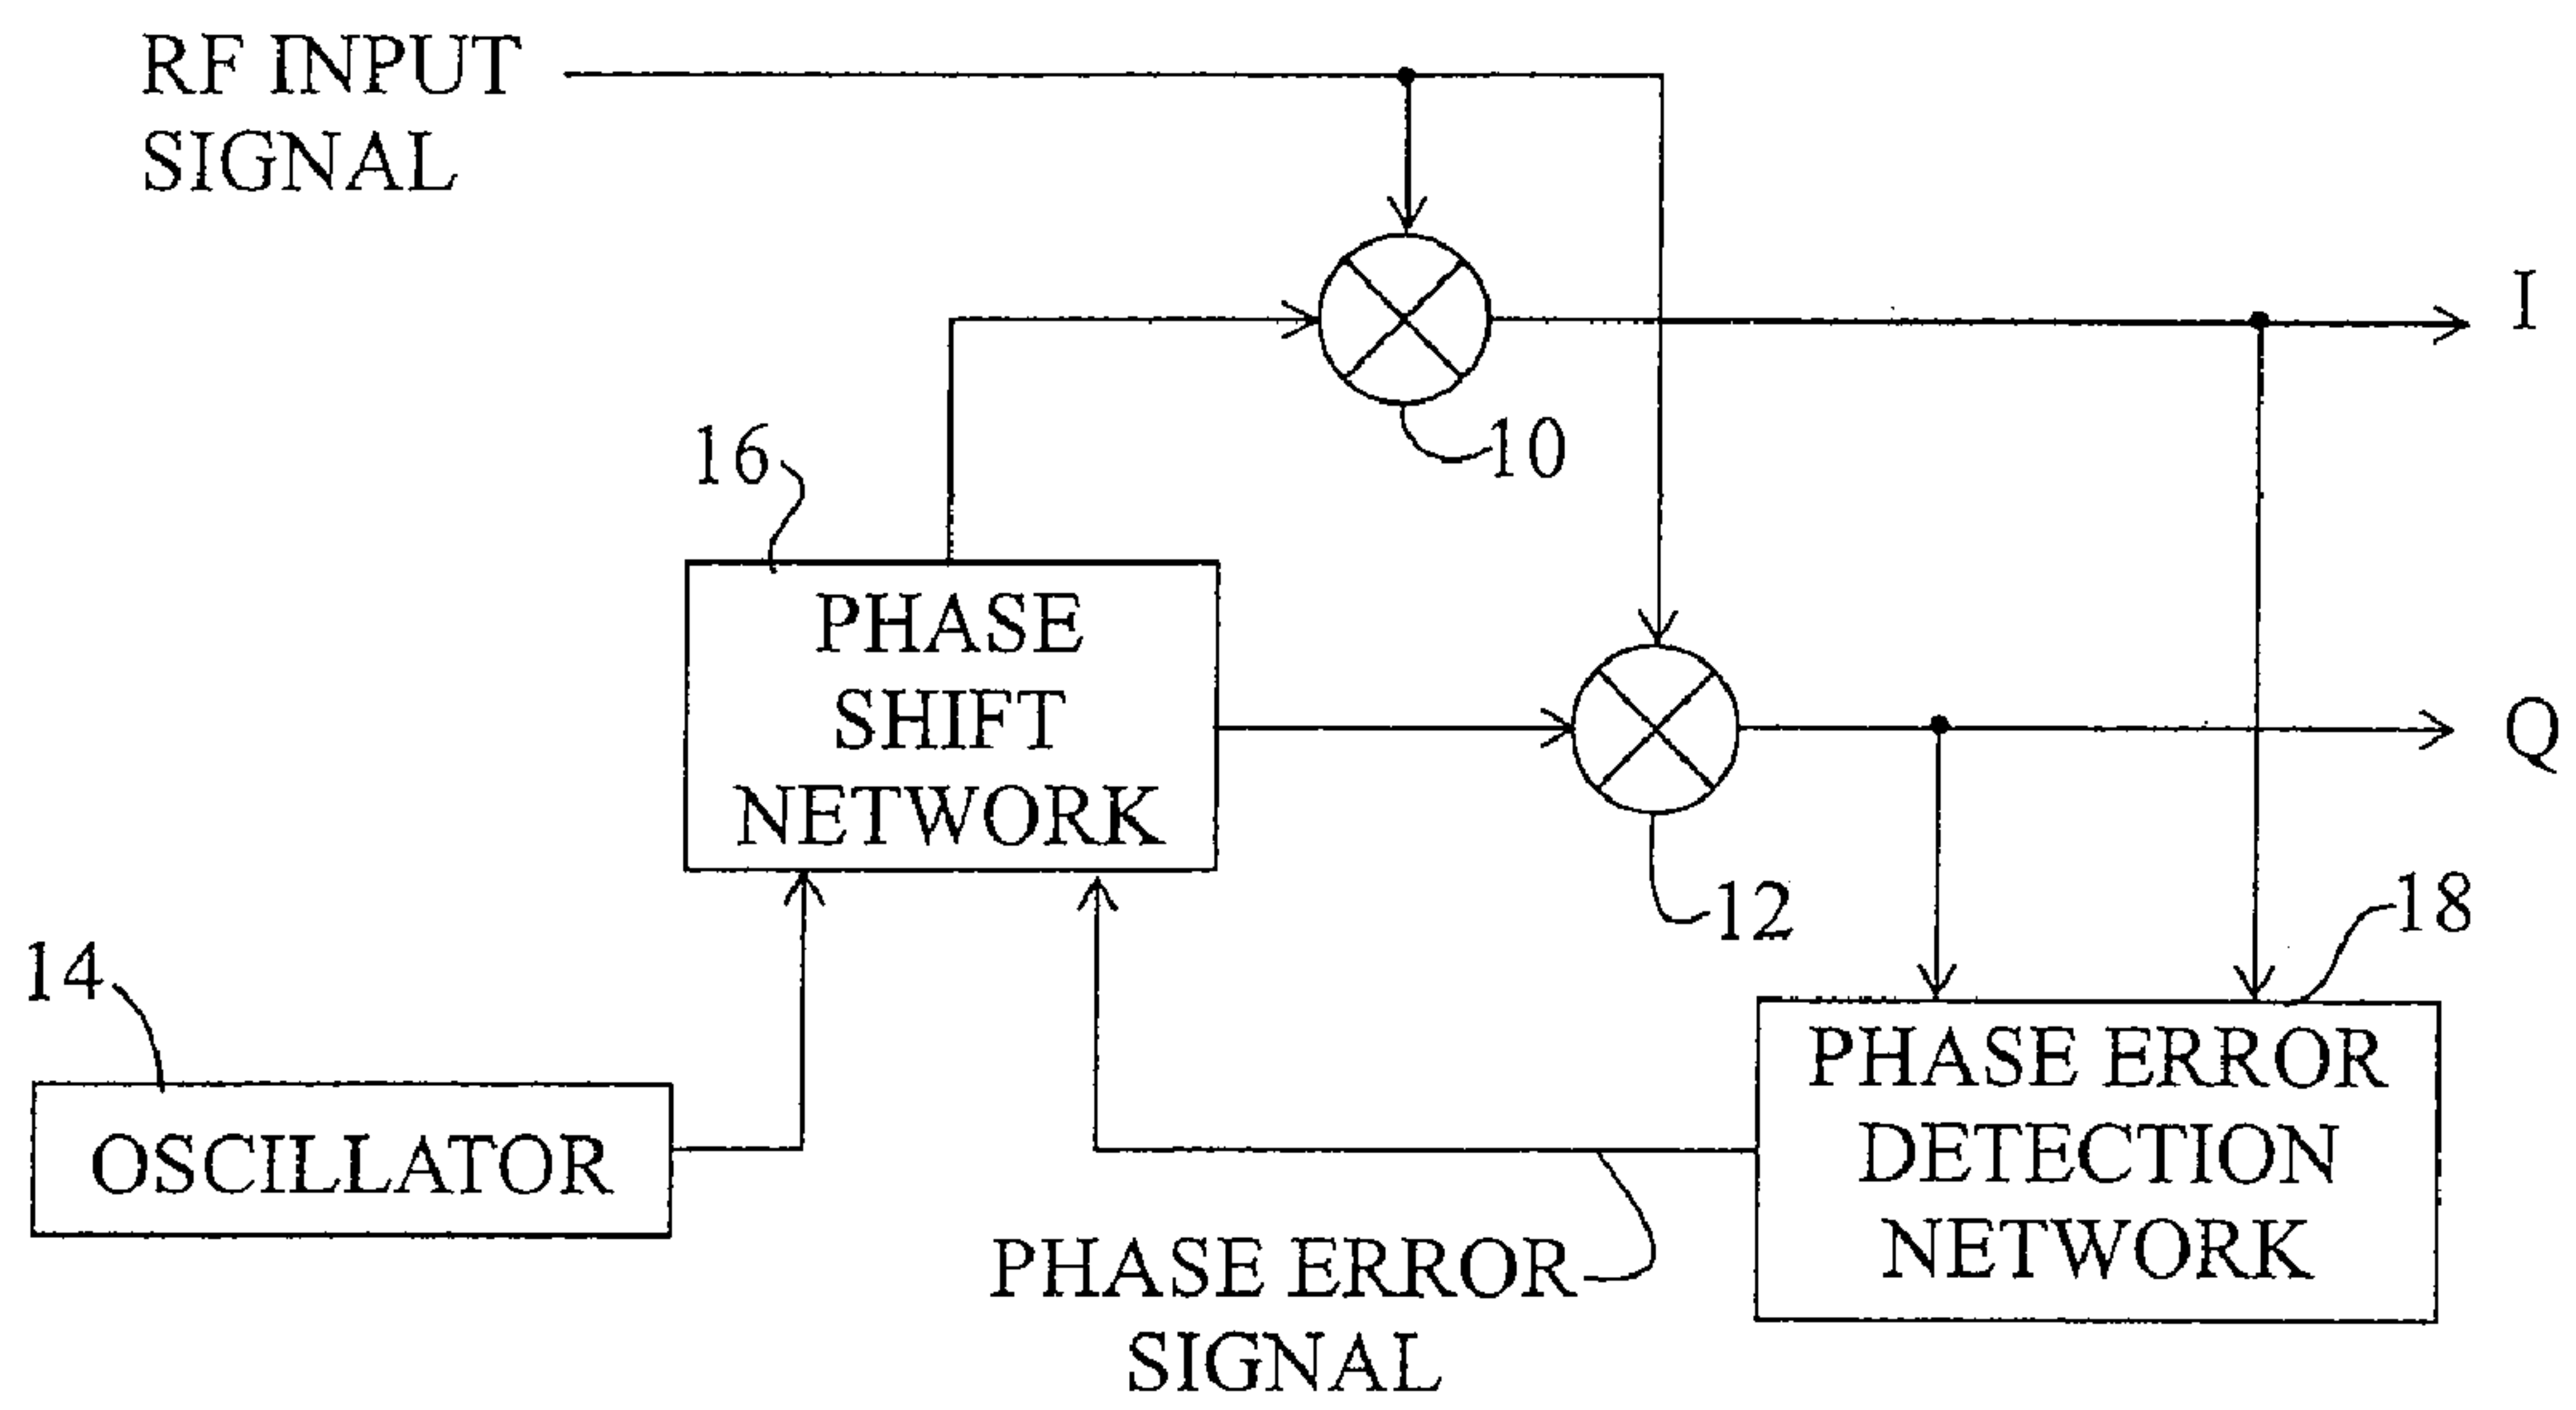 RF INPUT
SIGNAL
I
10
16
PHASE
SHIFT
NETWORK
Q
12
18
14
OSCILLATOR
PHASE ERROR
DETECTION
NETWORK
PHASE ERROR
SIGNAL